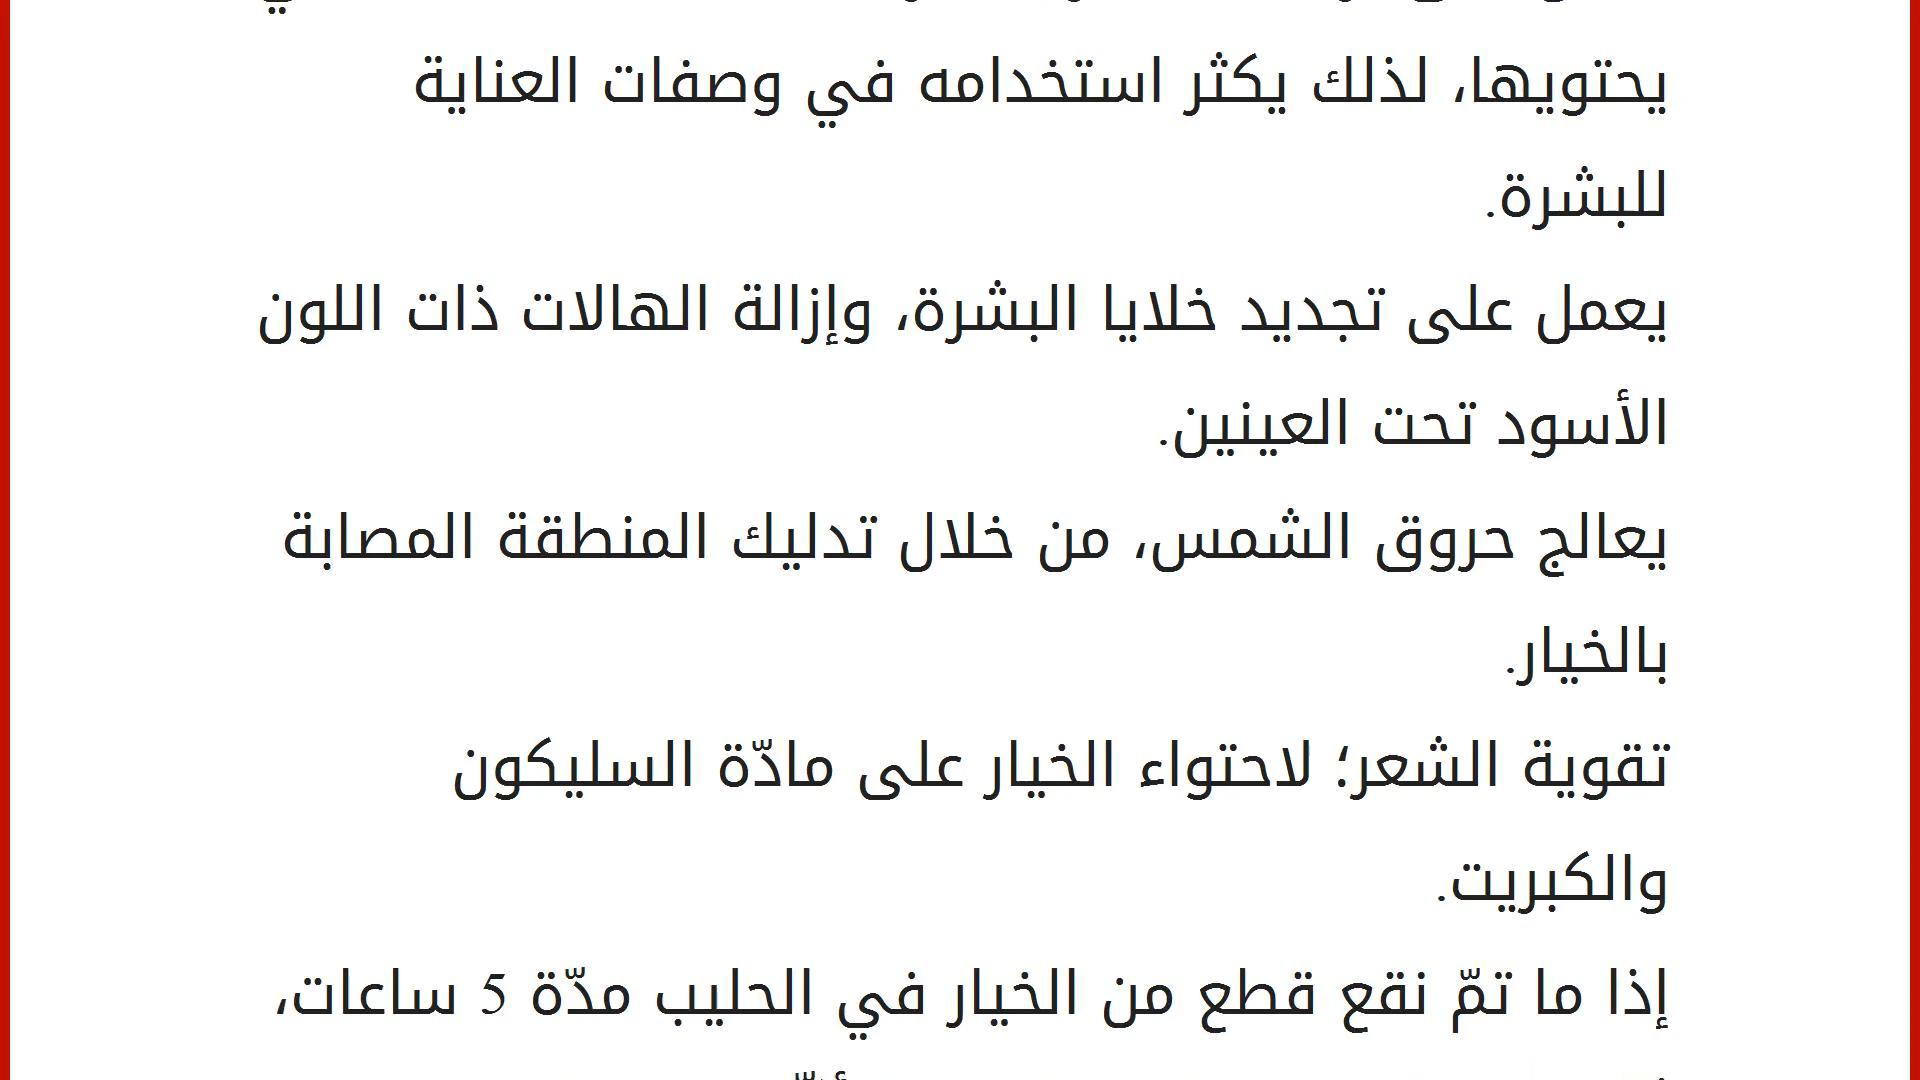 يحتويها، لذلك يكثر استخدامه في وصفات العناية
للبشرة.
يعمل على تجديد خلايا البشرة، وإزالة الهالات ذات اللون
الأسود تحت العينين.
يعالج حروق الشمس، من خلال تدليك المنطقة المصابة
بالخيار.
تقوية الشعر؛ لاحتواء الخيار على مادّة السليكون
والكبريت.
إذا ما تمّ نقع قطع من الخيار في الحليب مدّة 5 ساعات،